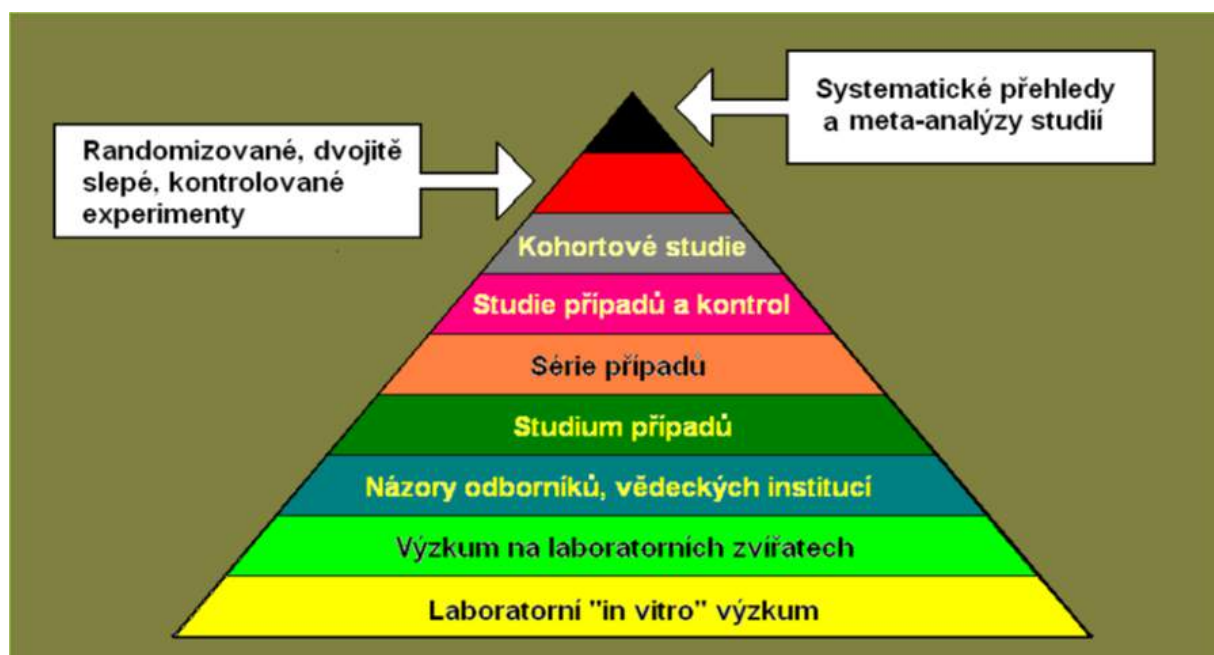 Systematické přehledy
a meta-analýzy studií
Randomizované, dvojitě
slepé, kontrolované
experimenty
Kohortové studie
Studie případů a kontrol
Série případů
Studium případů
Názory odborníků, vědeckých institucí
Výzkum na laboratorních zvířatech
Laboratorní "in vitro" výzkum